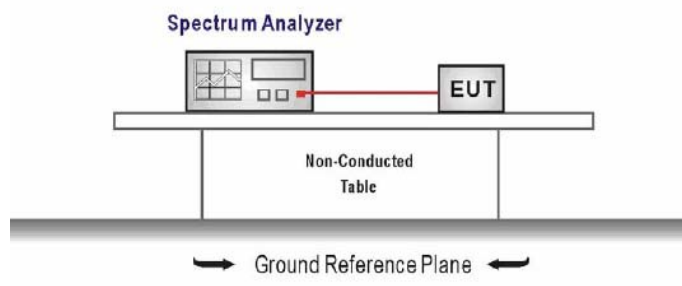 Spectrum Analyzer
EUT
Non-Conducted
Table
Ground Reference Plane